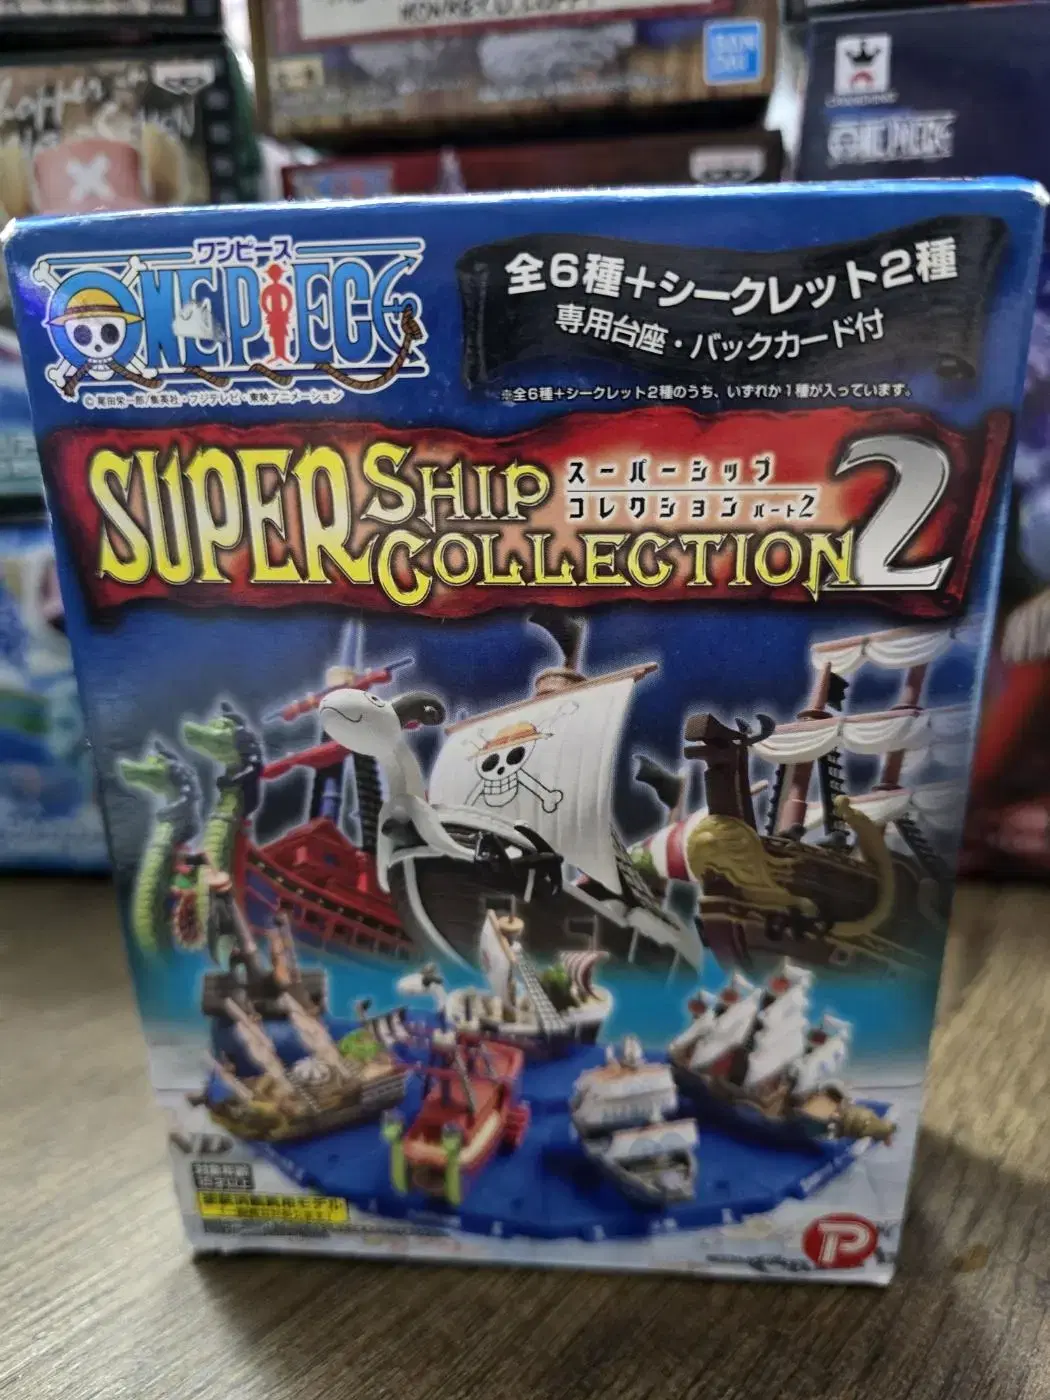 MONKEY.D.LUFFY
BANDAI
ワンピース
ONE PIECE
©尾田栄一郎/集英社・フジテレビ・東映アニメーション
全6種+シークレット2種
専用台座・バックカード付
※全6種+シークレット2種のうち、いずれか1種が入っています。
SUPER SHIP COLLECTION 2
スーパーシップ
コレクション パート2
P